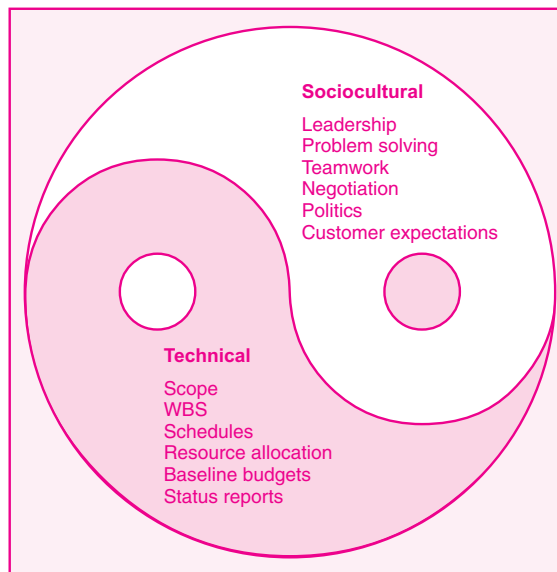 Sociocultural
Leadership
Problem solving
Teamwork
Negotiation
Politics
Customer expectations
Technical
Scope
WBS
Schedules
Resource allocation
Baseline budgets
Status reports